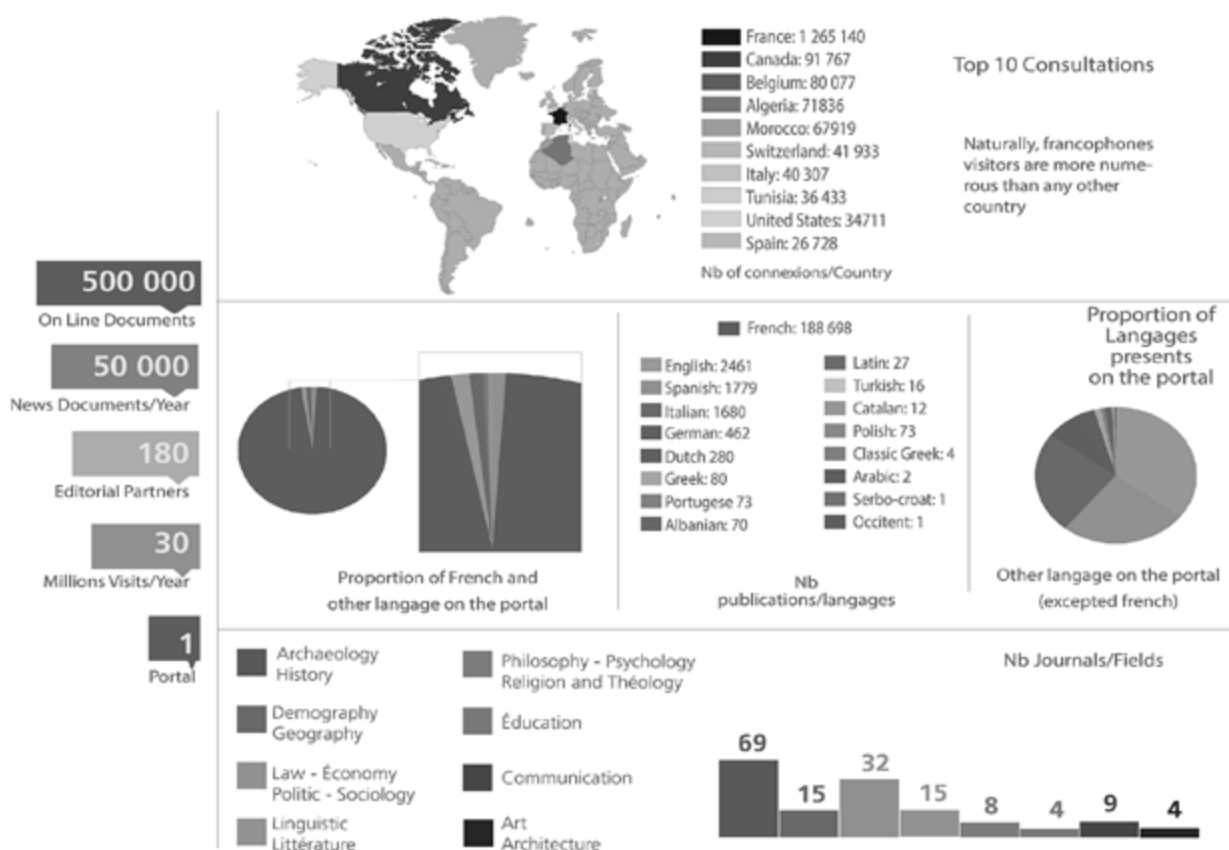 France: 1 265 140
Canada: 91 767
Belgium: 80 077
Algeria: 71836
Morocco: 67919
Switzerland: 41 933
Italy: 40 307
Tunisia: 36 433
United States: 34711
Spain: 26 728
Nb of connexions/Country
Top 10 Consultations
Naturally, francophones
visitors are more nume-
rous than any other
country
500 000
On Line Documents
50 000
News Documents/Year
180
Editorial Partners
30
Millions Visits/Year
1
Portal
Proportion of French and
other langage on the portal
French: 188 698
English: 2461
Spanish: 1779
Italian: 1680
German: 462
Dutch 280
Greek: 80
Portugese 73
Albanian: 70
Latin: 27
Turkish: 16
Catalan: 12
Polish: 73
Classic Greek: 4
Arabic: 2
Serbo-croat: 1
Occitent: 1
Nb
publications/langages
Proportion of
Langages
presents
on the portal
Other langage on the portal
(excepted french)
Archaeology
History
Demography
Geography
Law - Économy
Politic - Sociology
Linguistic
Littérature
Philosophy - Psychology
Religion and Théology
Éducation
Communication
Art
Architecture
Nb Journals/Fields
69
15
32
15
8
4
9
4